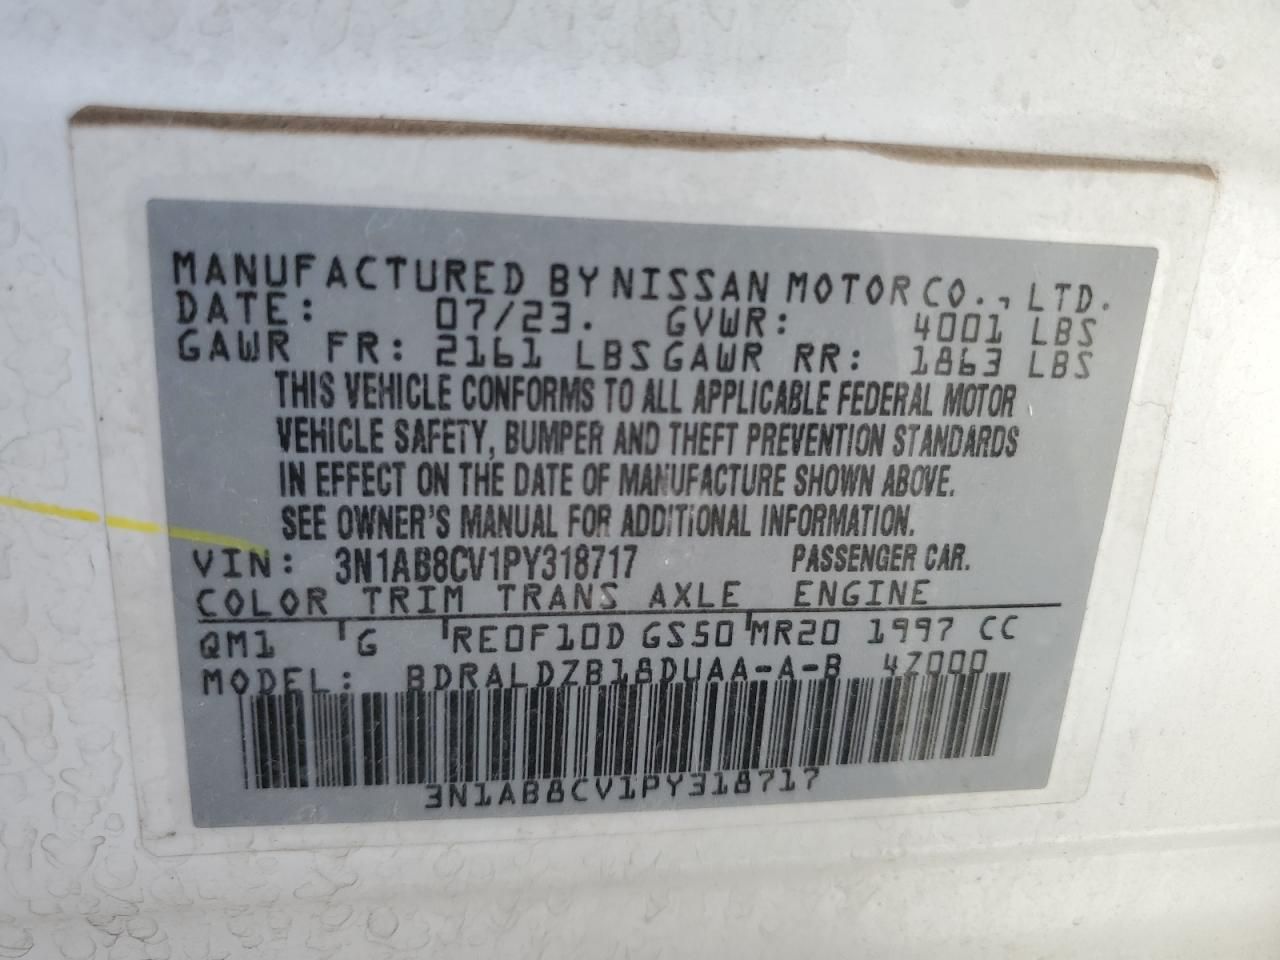 MANUFACTURED BY NISSAN MOTOR CO., LTD.
DATE: 07/23. GVWR: 4001 LBS
GAWR FR: 2161 LBS GAWR RR: 1863 LBS
THIS VEHICLE CONFORMS TO ALL APPLICABLE FEDERAL MOTOR
VEHICLE SAFETY, BUMPER AND THEFT PREVENTION STANDARDS
IN EFFECT ON THE DATE OF MANUFACTURE SHOWN ABOVE.
SEE OWNER'S MANUAL FOR ADDITIONAL INFORMATION.
VIN: 3N1AB8CV1PY318717 PASSENGER CAR.
COLOR TRIM TRANS AXLE ENGINE
QM1 G RE0F10D GS50 MR20 1997 CC
MODEL: BDRALDZB18DUAA-A-B 4Z000
3N1AB8CV1PY318717